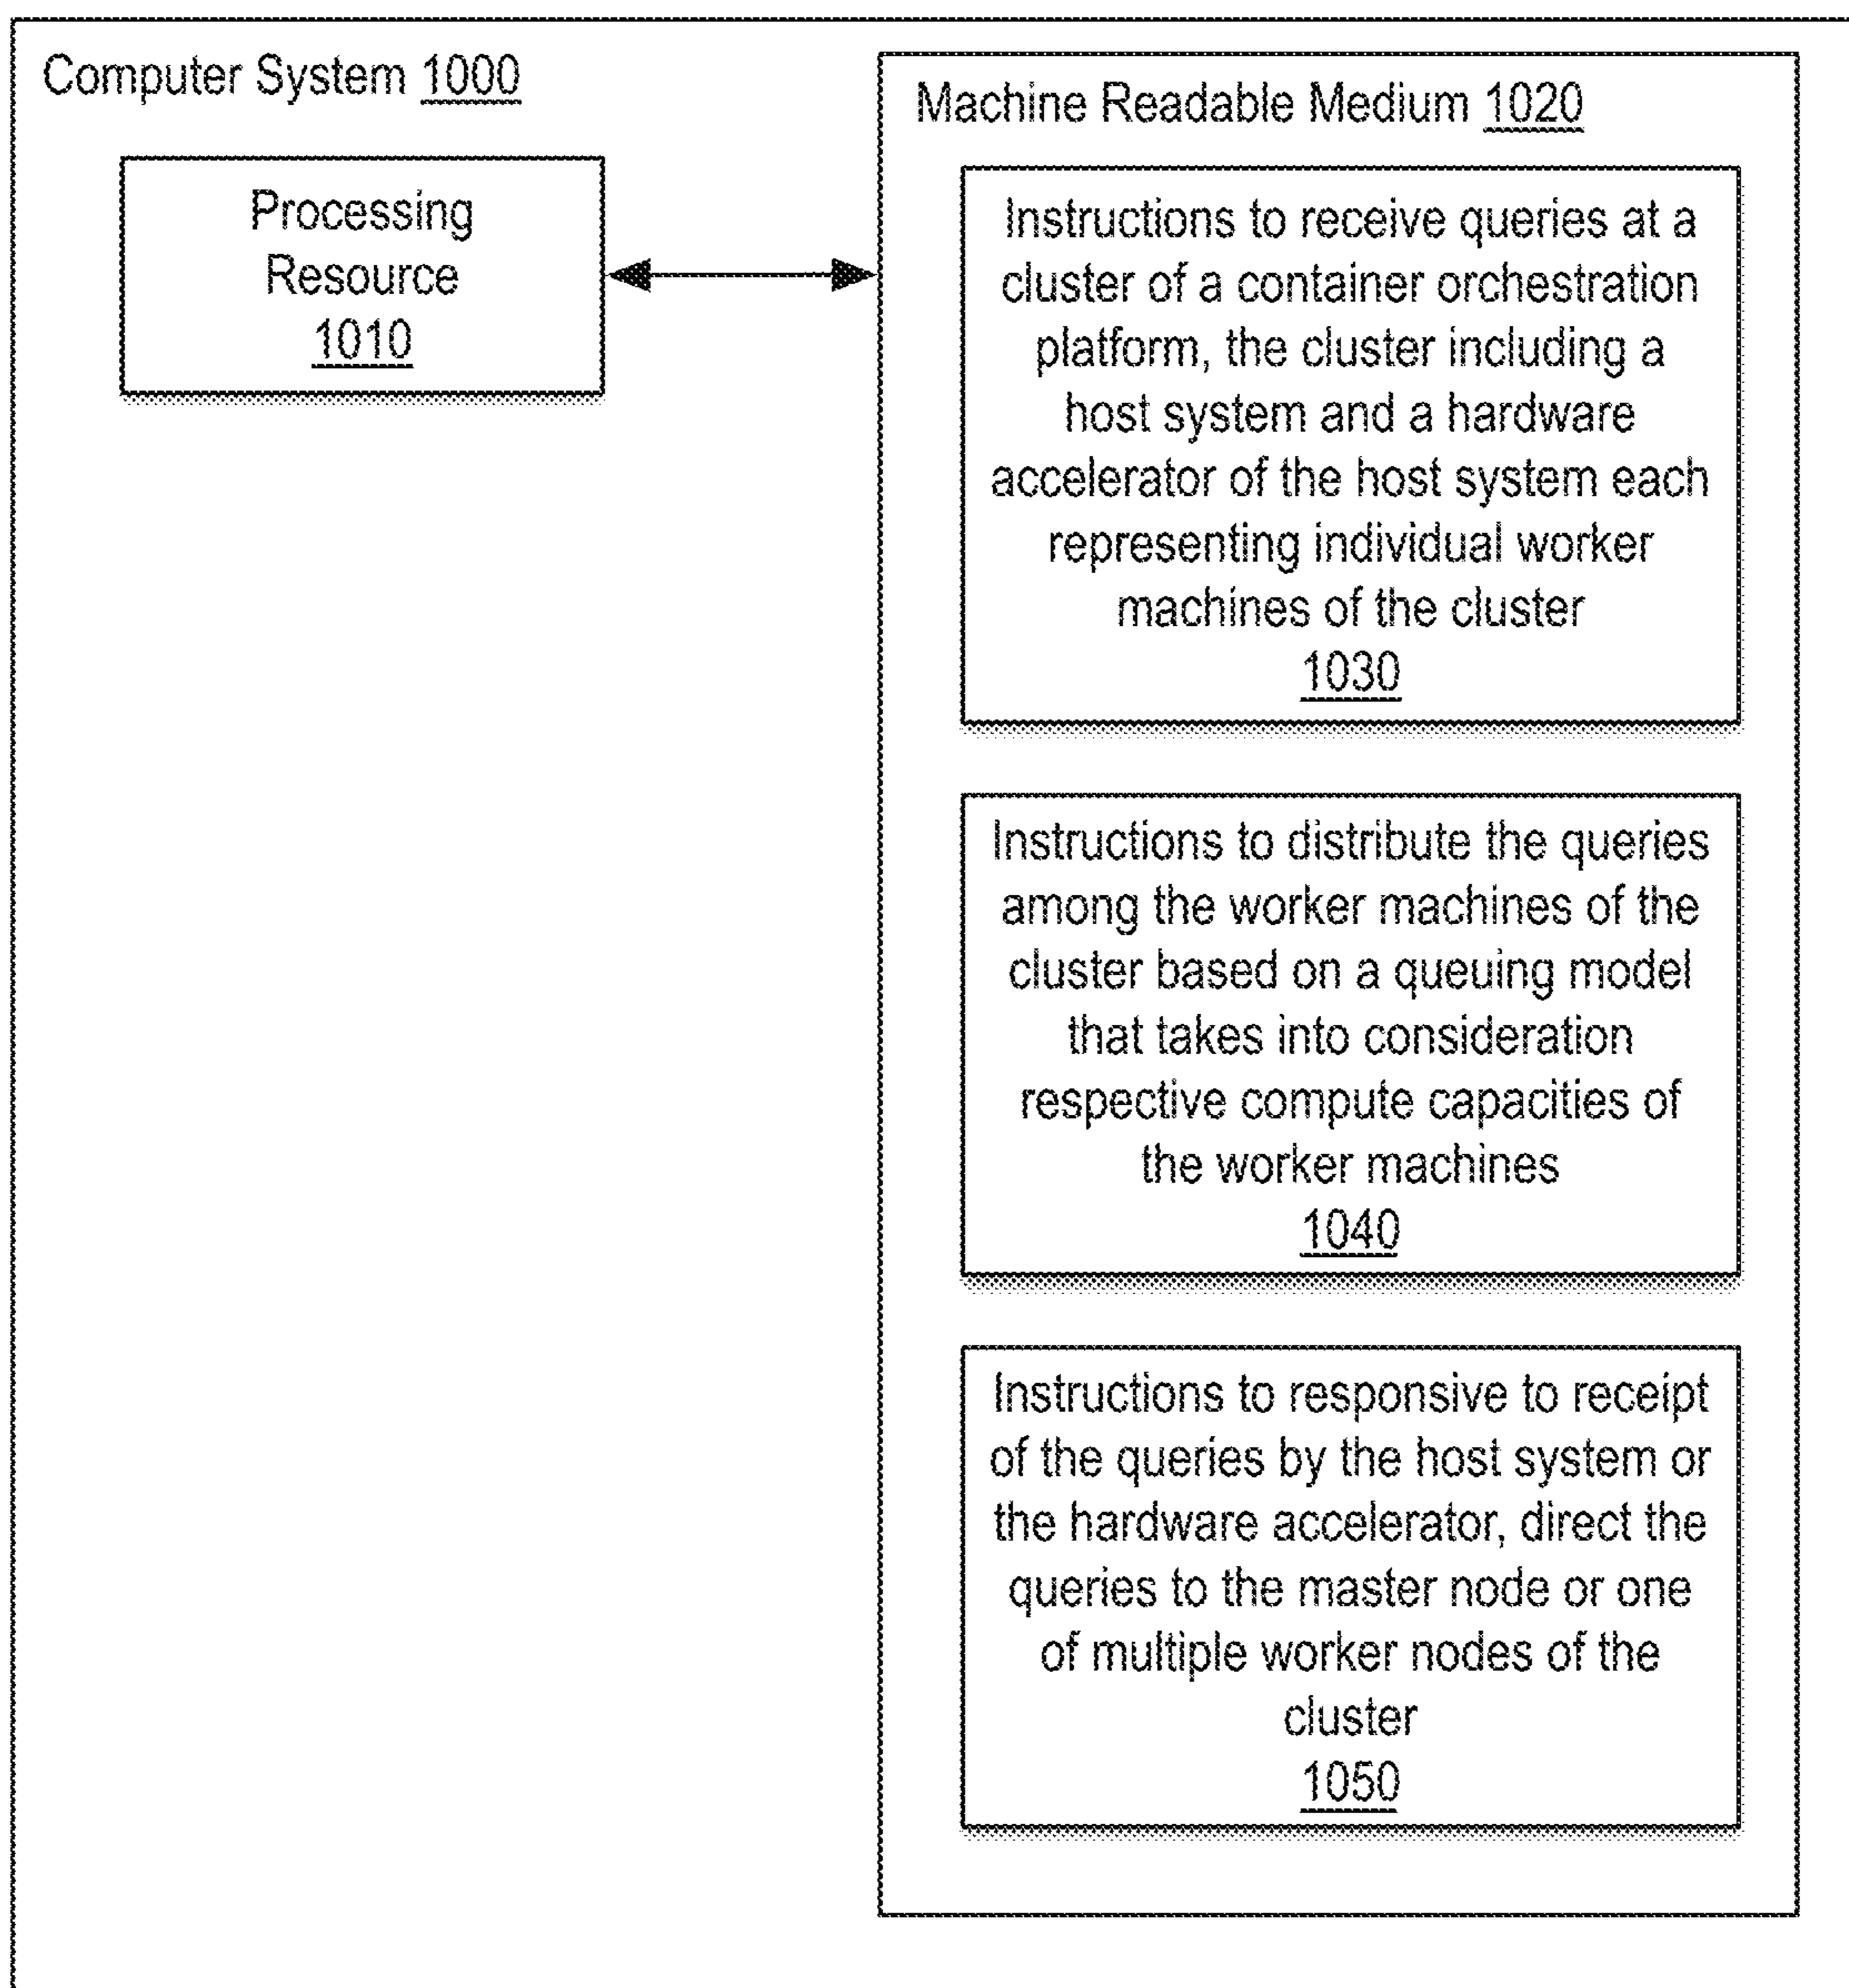 Computer System 1000
Processing
Resource
1010
Machine Readable Medium 1020
Instructions to receive queries at a
cluster of a container orchestration
platform, the cluster including a
host system and a hardware
accelerator of the host system each
representing individual worker
machines of the cluster
1030
Instructions to distribute the queries
among the worker machines of the
cluster based on a queuing model
that takes into consideration
respective compute capacities of
the worker machines
1040
Instructions to responsive to receipt
of the queries by the host system or
the hardware accelerator, direct the
queries to the master node or one
of multiple worker nodes of the
cluster
1050